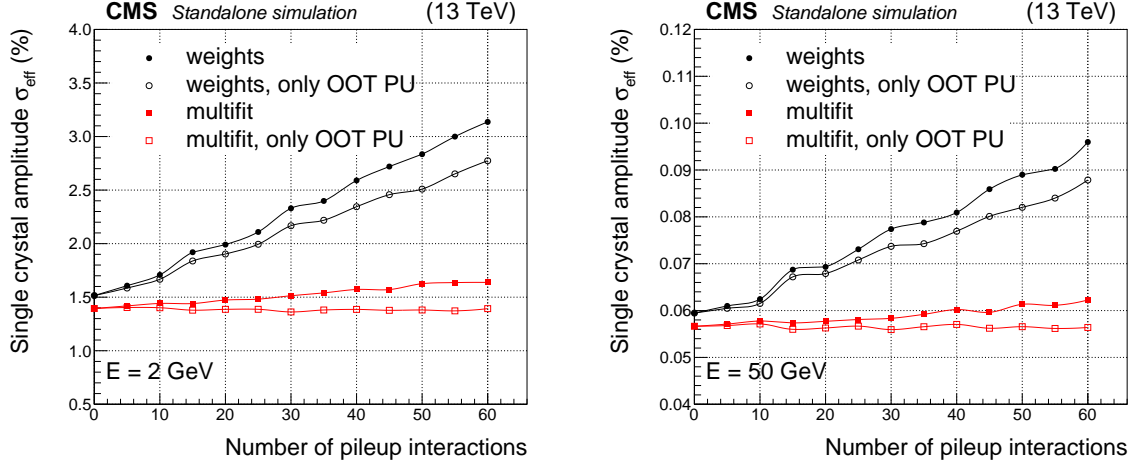 CMS Standalone simulation (13 TeV)
Single crystal amplitude σeff (%)
4.0
3.5
3.0
2.5
2.0
1.5
1.0
0.5
weights
weights, only OOT PU
multifit
multifit, only OOT PU
E = 2 GeV
0 10 20 30 40 50 60
Number of pileup interactions
CMS Standalone simulation (13 TeV)
Single crystal amplitude σeff (%)
0.12
0.11
0.10
0.09
0.08
0.07
0.06
0.05
0.04
weights
weights, only OOT PU
multifit
multifit, only OOT PU
E = 50 GeV
0 10 20 30 40 50 60
Number of pileup interactions